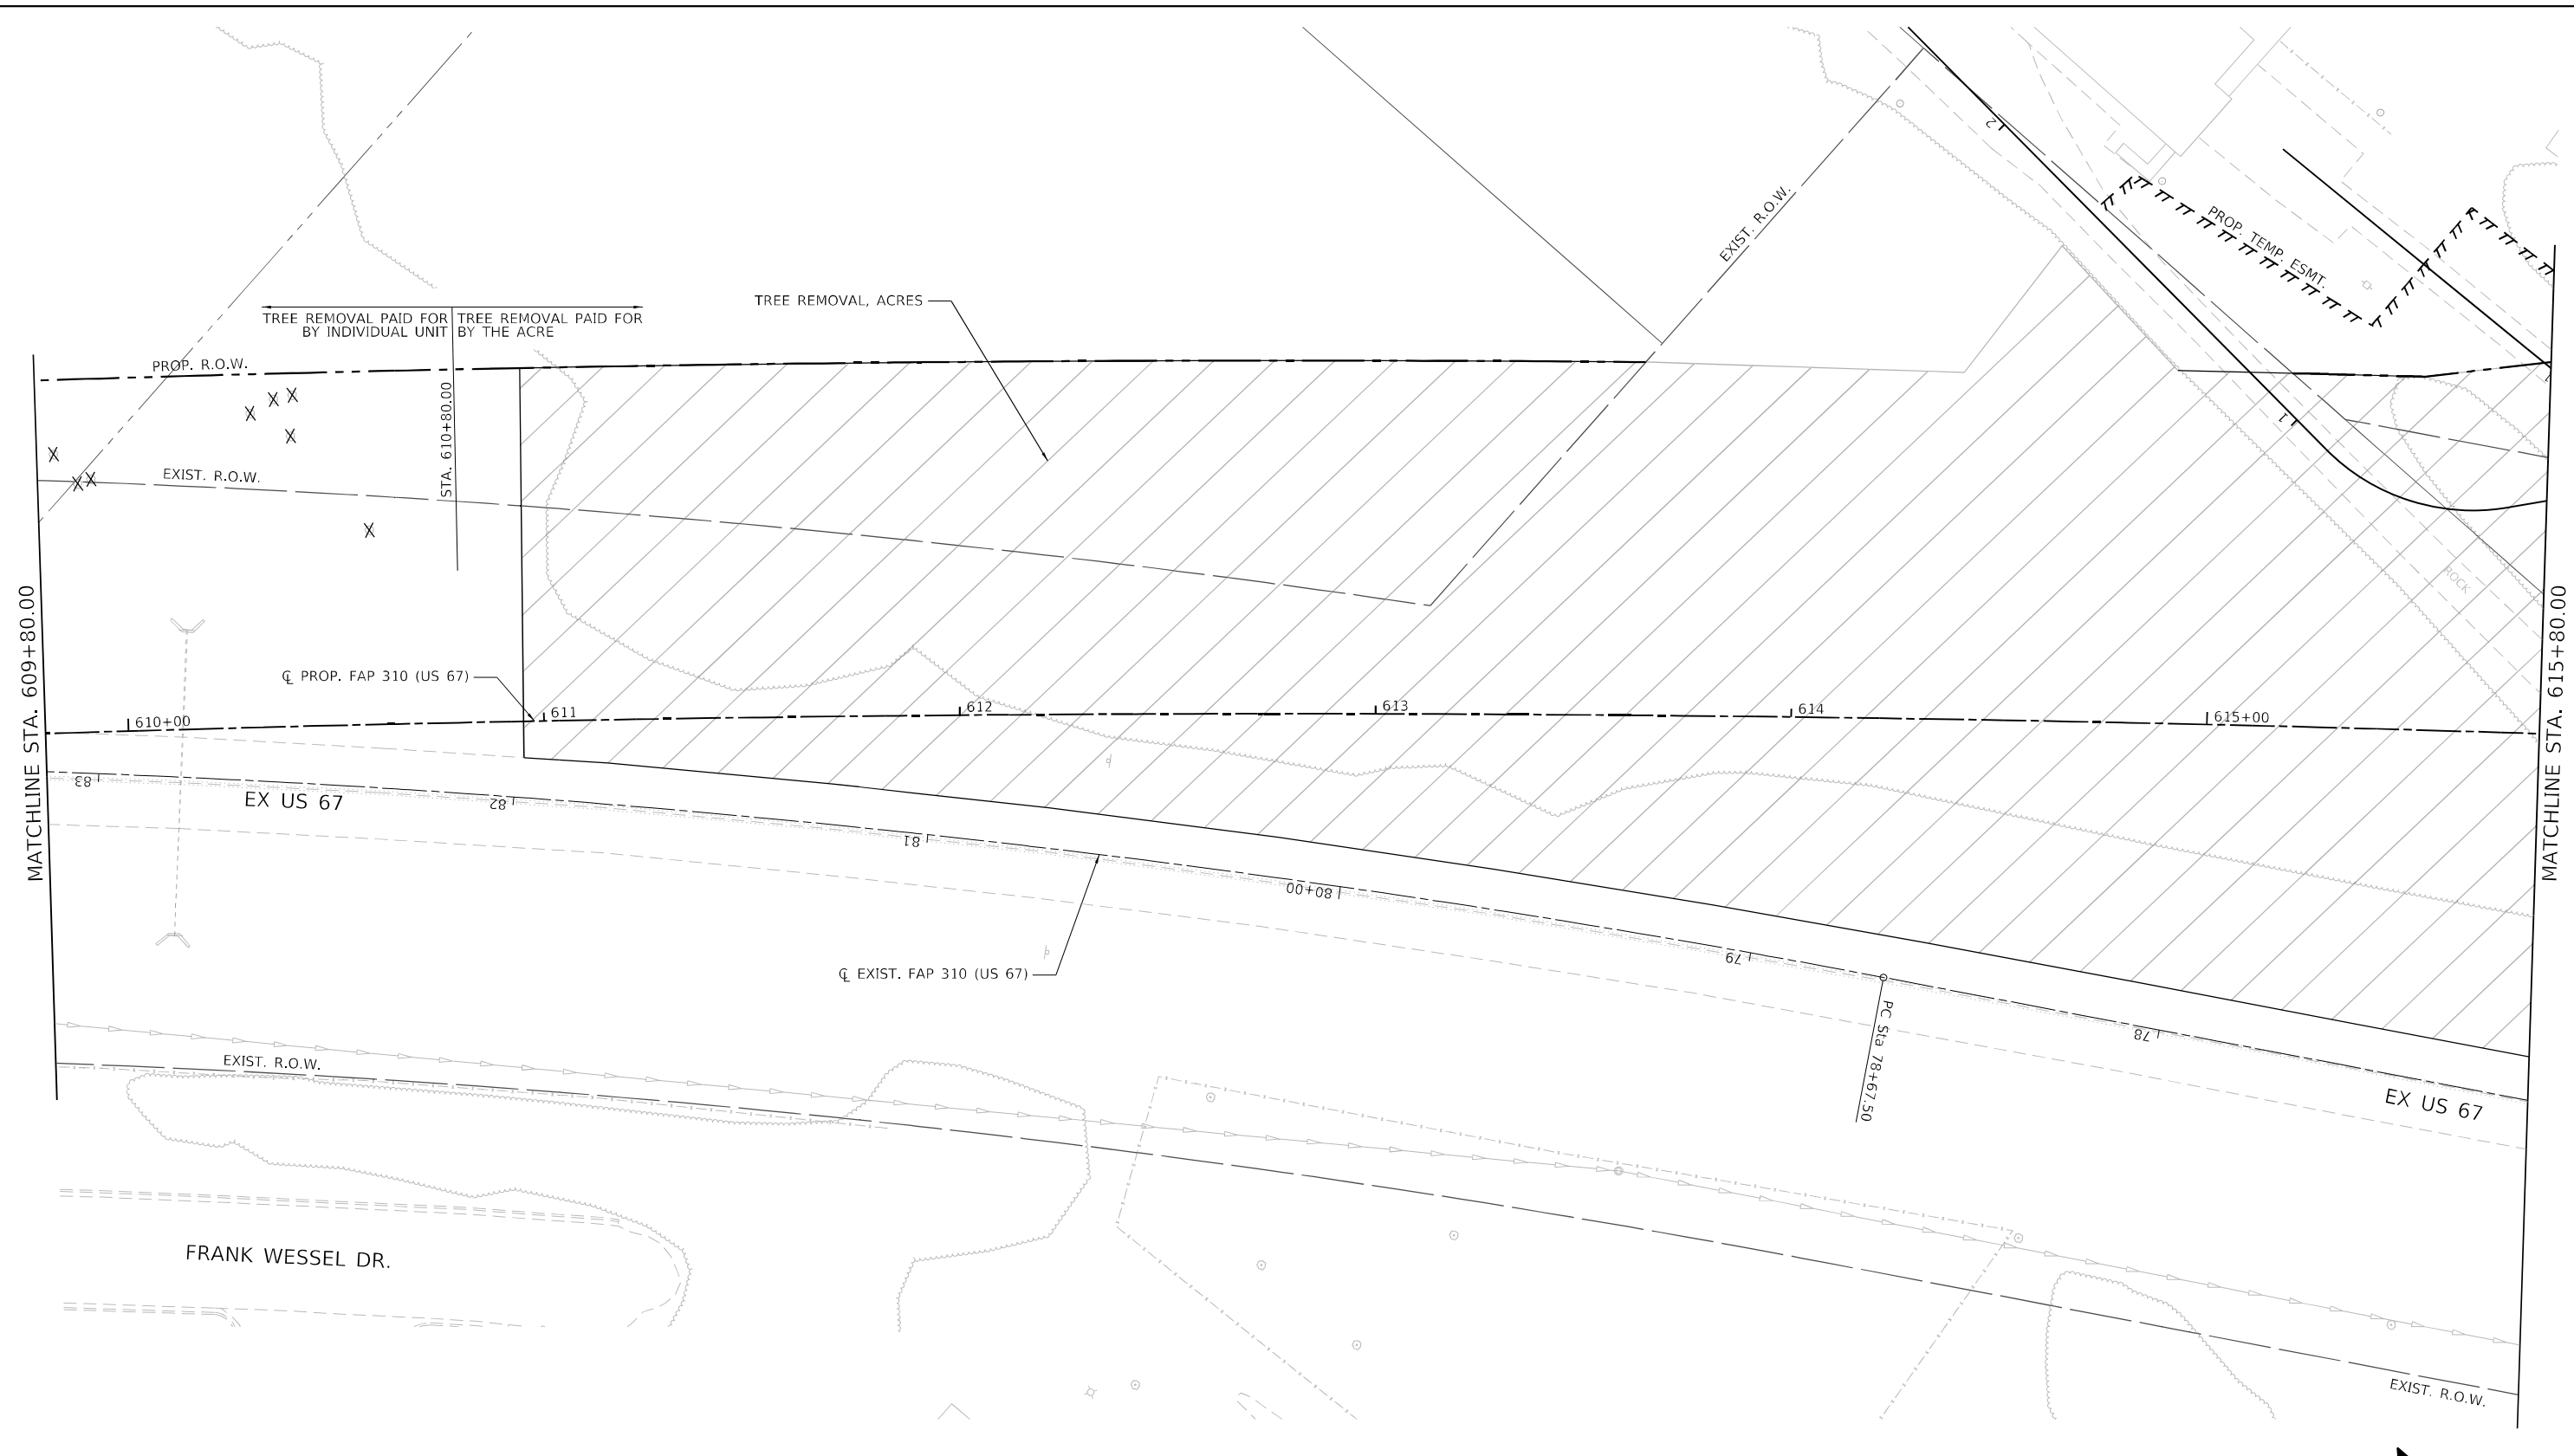 EXIST. R.O.W.
2
PROP. TEMP. ESMT.
TREE REMOVAL, ACRES
TREE REMOVAL PAID FOR
BY INDIVIDUAL UNIT
TREE REMOVAL PAID FOR
BY THE ACRE
PROP. R.O.W.
STA. 610+80.00
EXIST. R.O.W.
1
ROCK
MATCHLINE STA. 609+80.00
MATCHLINE STA. 615+80.00
℄ PROP. FAP 310 (US 67)
610+00
611
612
613
614
615+00
83
EX US 67
82
81
80+00
79
78
℄ EXIST. FAP 310 (US 67)
PC Sta 78+67.50
EX US 67
EXIST. R.O.W.
FRANK WESSEL DR.
EXIST. R.O.W.